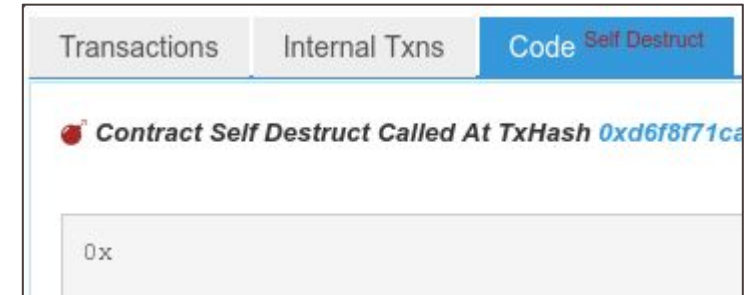 Transactions Internal Txns Code Self Destruct
Contract Self Destruct Called At TxHash 0xd6f8f71ca
0x